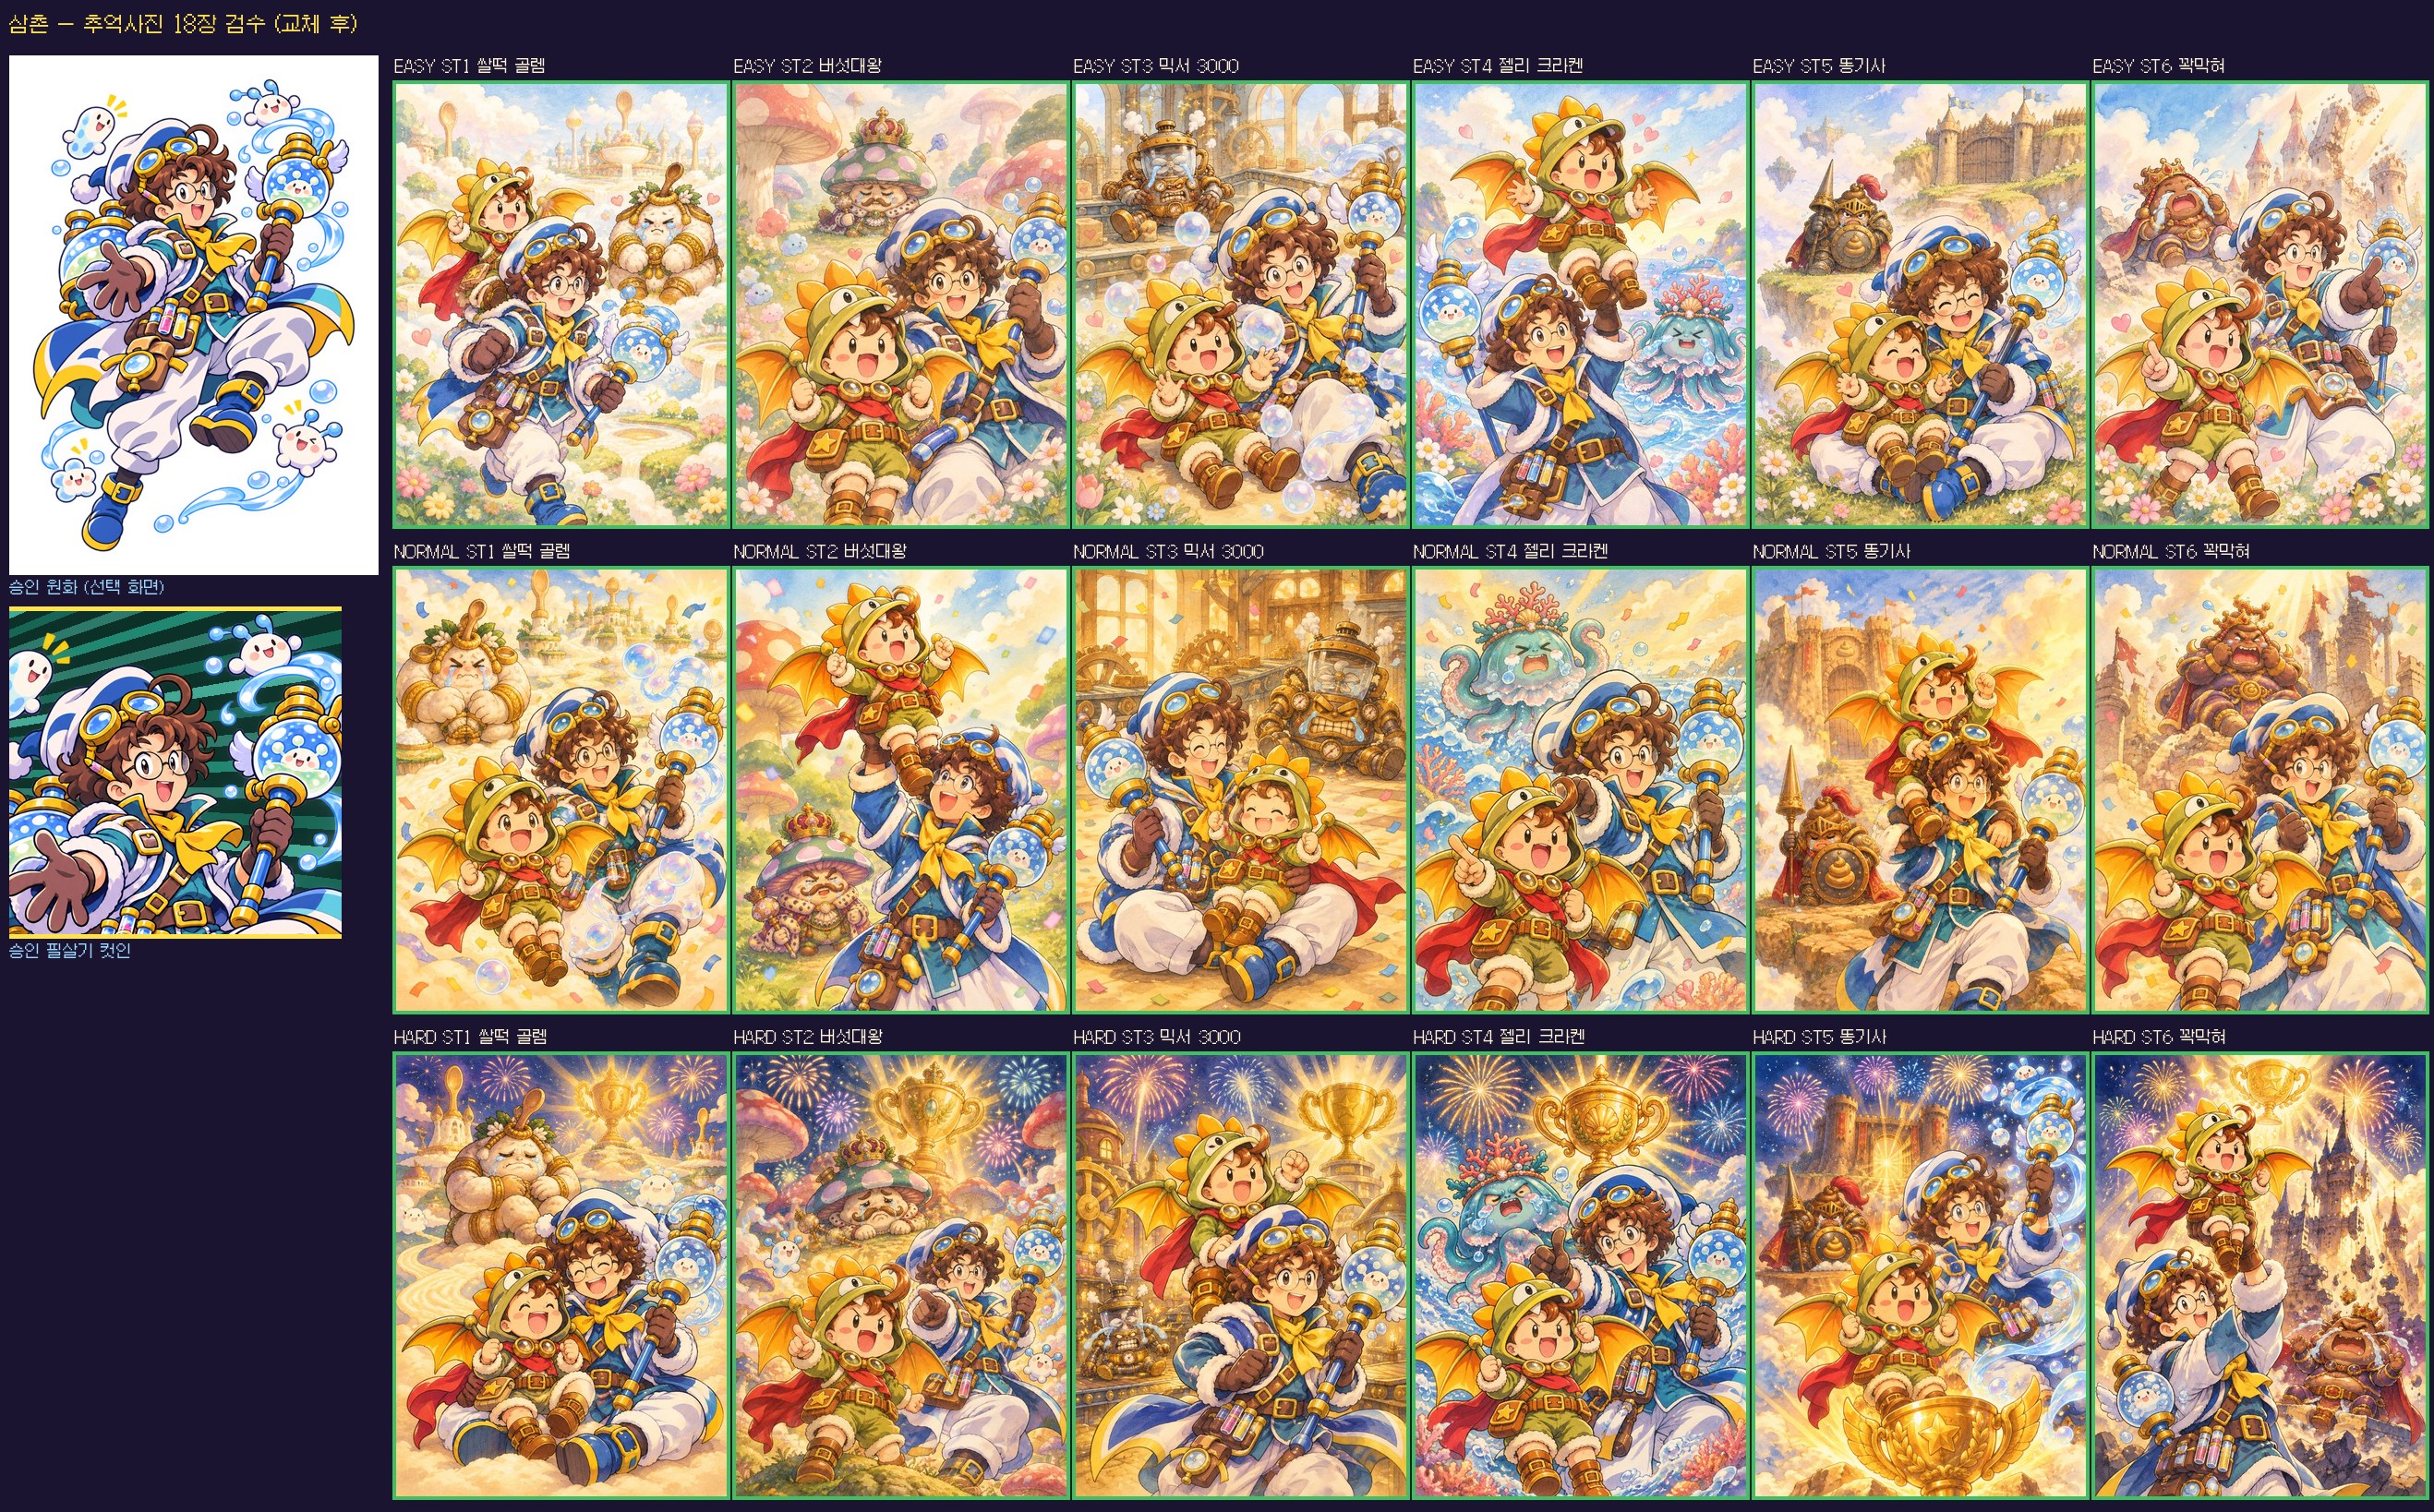 삼촌 — 추억사진 18장 검수 (교체 후)
승인 원화 (선택 화면)
승인 필살기 컷인
EASY ST1 쌀떡 골렘
EASY ST2 버섯대왕
EASY ST3 믹서 3000
EASY ST4 젤리 크라켄
EASY ST5 똥기사
EASY ST6 꽉막혀
NORMAL ST1 쌀떡 골렘
NORMAL ST2 버섯대왕
NORMAL ST3 믹서 3000
NORMAL ST4 젤리 크라켄
NORMAL ST5 똥기사
NORMAL ST6 꽉막혀
HARD ST1 쌀떡 골렘
HARD ST2 버섯대왕
HARD ST3 믹서 3000
HARD ST4 젤리 크라켄
HARD ST5 똥기사
HARD ST6 꽉막혀